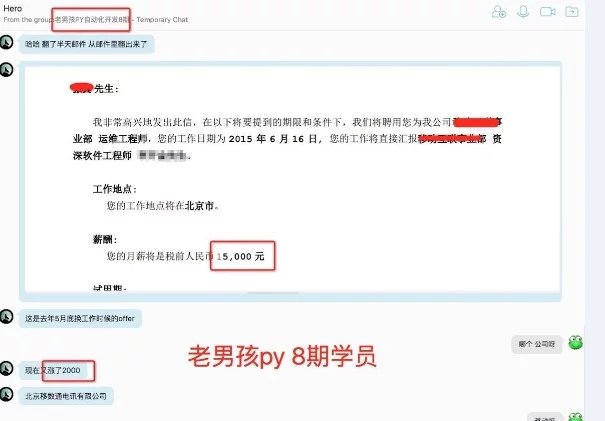 Hero
From the group:老男孩PY自动化开发8期 - Temporary Chat
哈哈 翻了半天邮件 从邮件里翻出来了
先生：
我非常高兴地发出此信，在以下将要提到的期限和条件下，我们将聘用您为我公司
事
业部 运维工程师，您的工作日期为 2015 年 6 月 16 日，您的工作将直接汇报
部 资
深软件工程师
。
工作地点：
您的工作地点将在北京市。
薪酬：
您的月薪将是税前人民币 15,000 元
试用期：
这是去年5月底换工作时候的offer
哪个 公司呀
老男孩py 8期学员
现在又涨了2000
北京移数通电讯有限公司